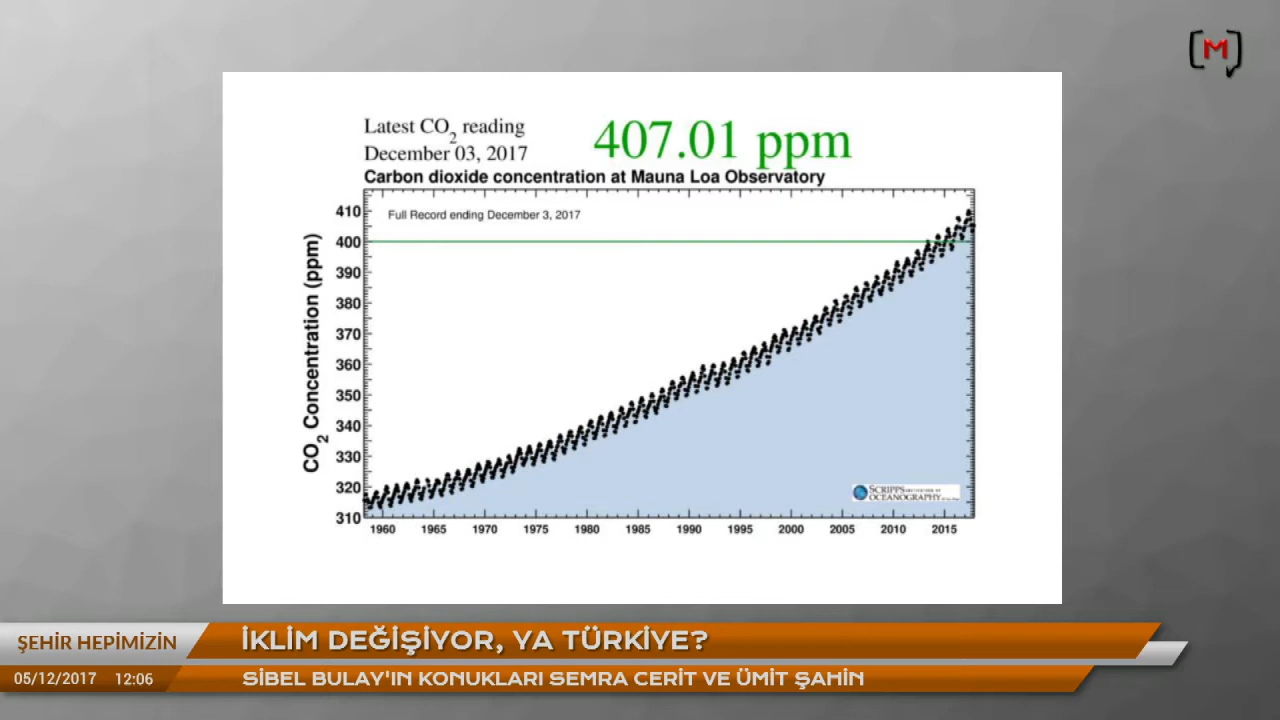 M
Latest CO2 reading
December 03, 2017
407.01 ppm
Carbon dioxide concentration at Mauna Loa Observatory
Full Record ending December 3, 2017
CO2 Concentration (ppm)
410
400
390
380
370
360
350
340
330
320
310
1960 1965 1970 1975 1980 1985 1990 1995 2000 2005 2010 2015
SCRIPPS INSTITUTION OF
OCEANOGRAPHY
ŞEHİR HEPİMİZİN
İKLİM DEĞİŞİYOR, YA TÜRKİYE?
05/12/2017 12:06
SİBEL BULAY'IN KONUKLARI SEMRA CERİT VE ÜMİT ŞAHİN